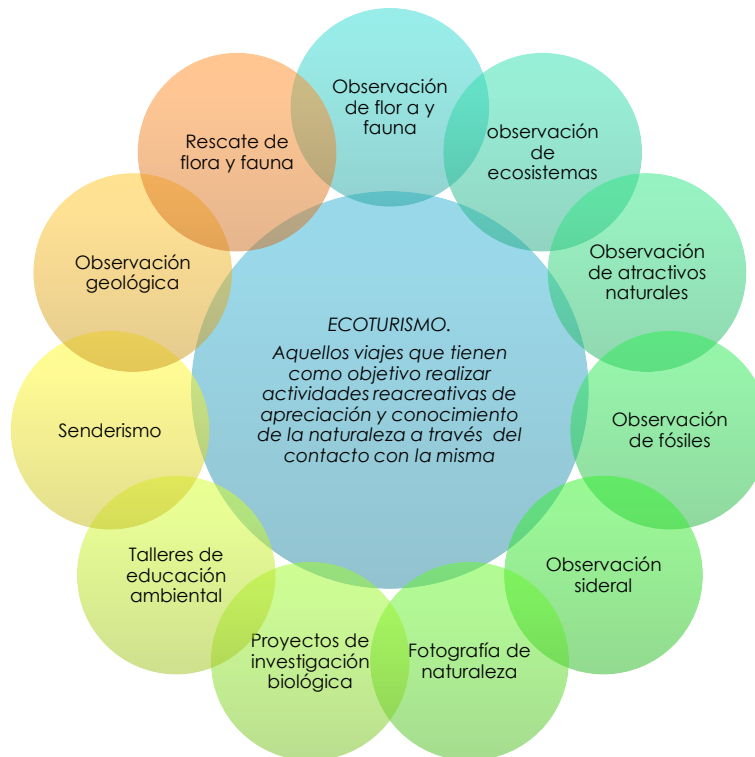 Observación
de flor a y
fauna
observación
de
ecosistemas
Observación
de atractivos
naturales
Observación
de fósiles
Observación
sideral
Fotografía de
naturaleza
Proyectos de
investigación
biológica
Talleres de
educación
ambiental
Senderismo
Observación
geológica
Rescate de
flora y fauna
ECOTURISMO.
Aquellos viajes que tienen
como objetivo realizar
actividades reacreativas de
apreciación y conocimiento
de la naturaleza a través  del
contacto con la misma